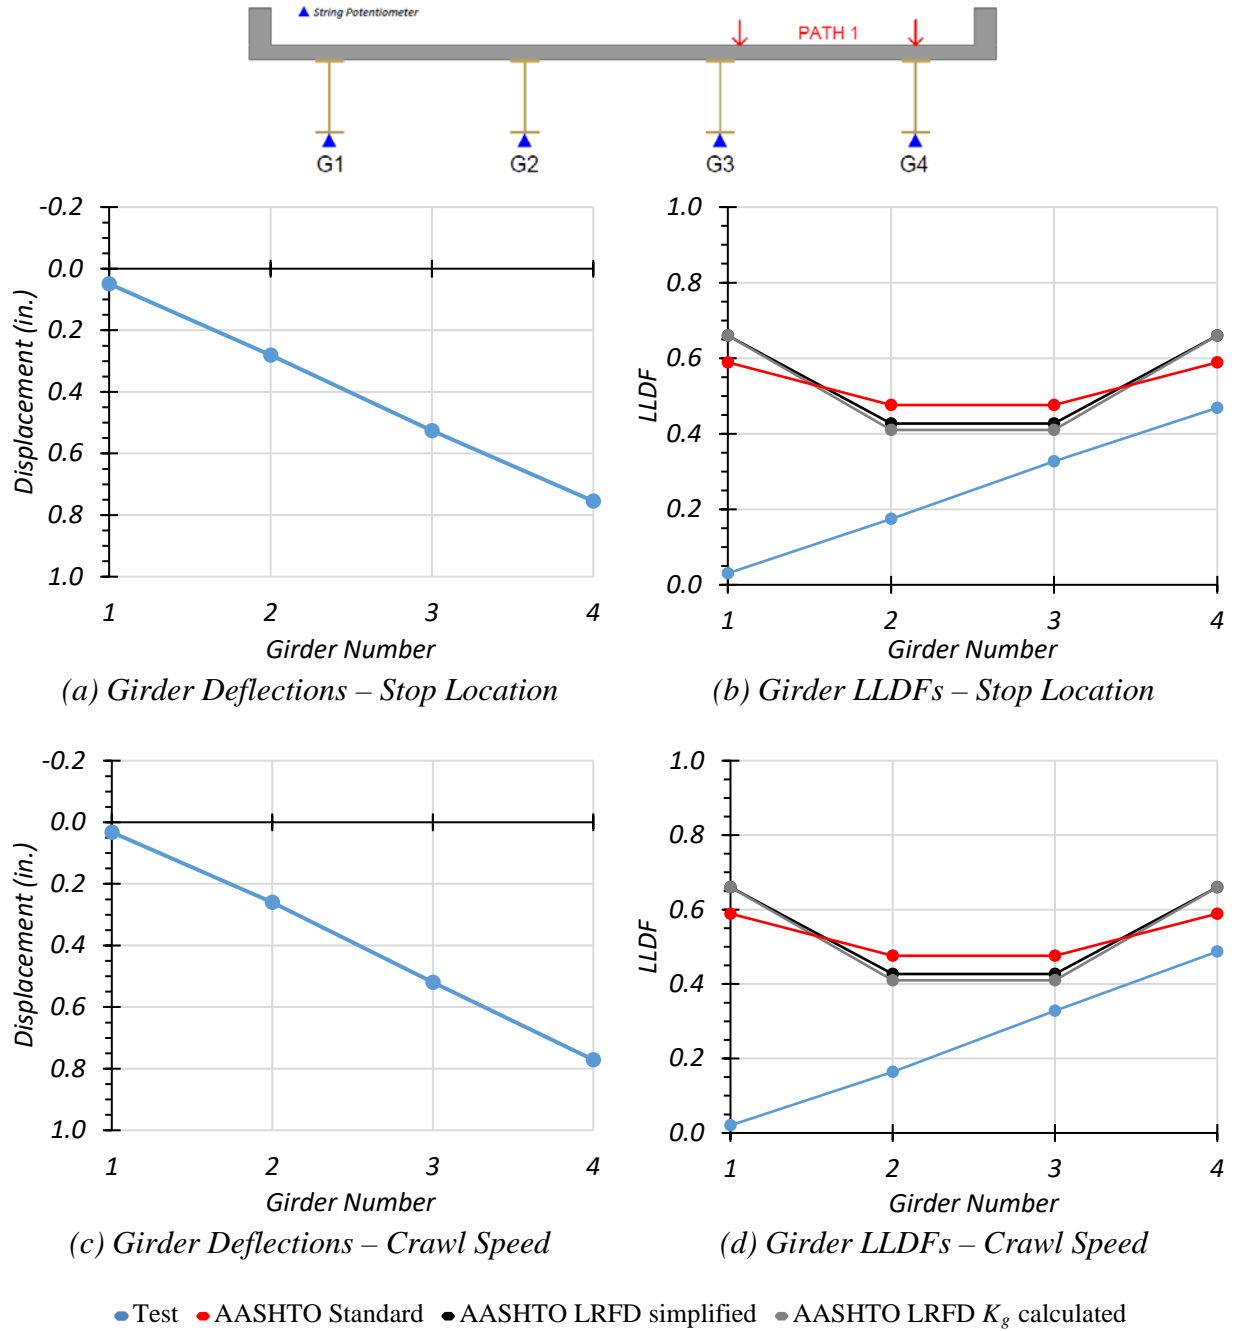 String Potentiometer
PATH 1
G1 G2 G3 G4
-0.2
0.0
0.2
0.4
0.6
0.8
1.0
Displacement (in.)
1 2 3 4
Girder Number
(a) Girder Deflections – Stop Location
1.0
0.8
0.6
0.4
0.2
0.0
LLDF
1 2 3 4
Girder Number
(b) Girder LLDFs – Stop Location
-0.2
0.0
0.2
0.4
0.6
0.8
1.0
Displacement (in.)
1 2 3 4
Girder Number
(c) Girder Deflections – Crawl Speed
1.0
0.8
0.6
0.4
0.2
0.0
LLDF
1 2 3 4
Girder Number
(d) Girder LLDFs – Crawl Speed
Test AASHTO Standard AASHTO LRFD simplified AASHTO LRFD Kg calculated